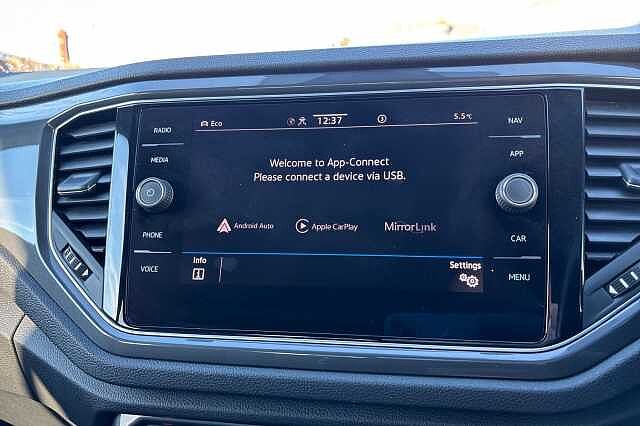 RADIO
MEDIA
PHONE
VOICE
Eco
12:37
5.5°C
Welcome to App-Connect
Please connect a device via USB.
Android Auto
Apple CarPlay
MirrorLink
Info
Settings
NAV
APP
CAR
MENU